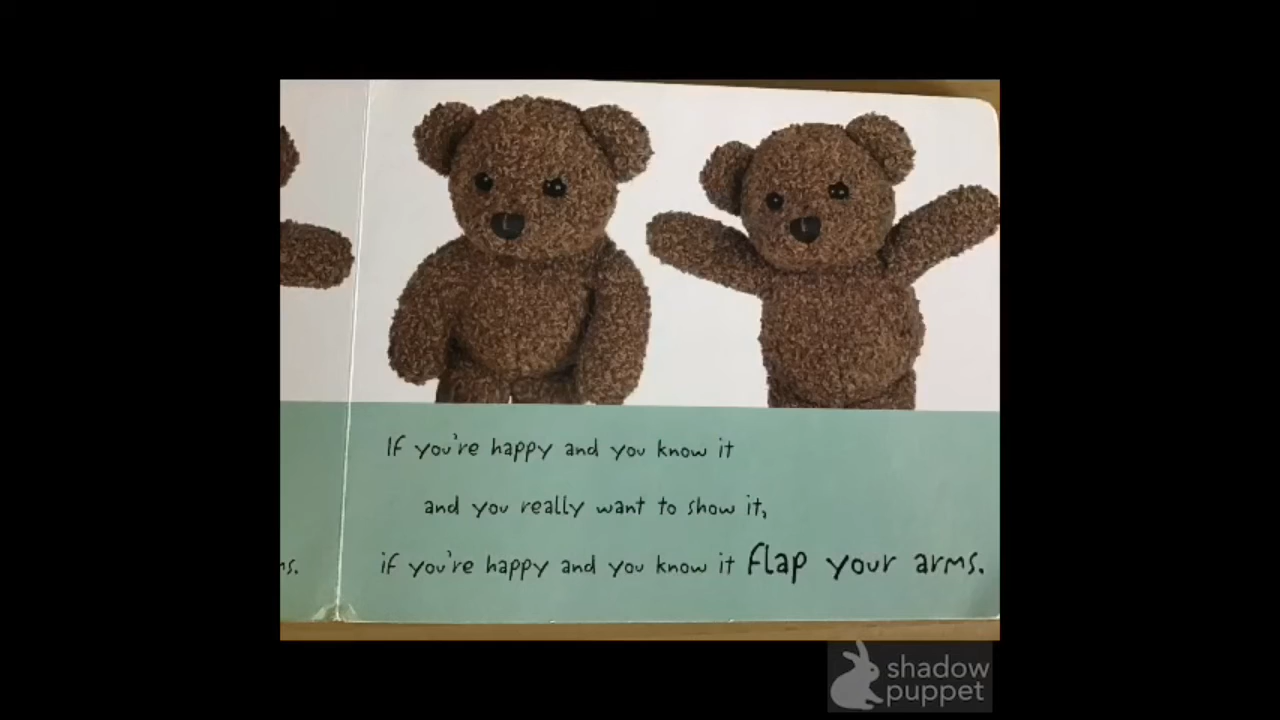 If you're happy and you know it
and you really want to show it,
if you're happy and you know it flap your arms.
shadow
puppet